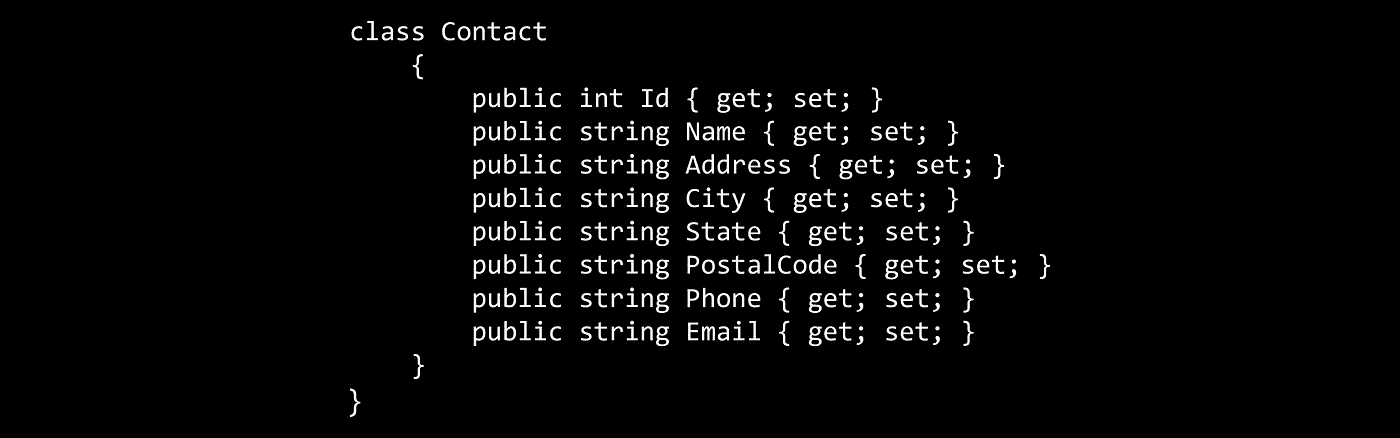 class Contact
{
public int Id { get; set; }
public string Name { get; set; }
public string Address { get; set; }
public string City { get; set; }
public string State { get; set; }
public string PostalCode { get; set; }
public string Phone { get; set; }
public string Email { get; set; }
}
}